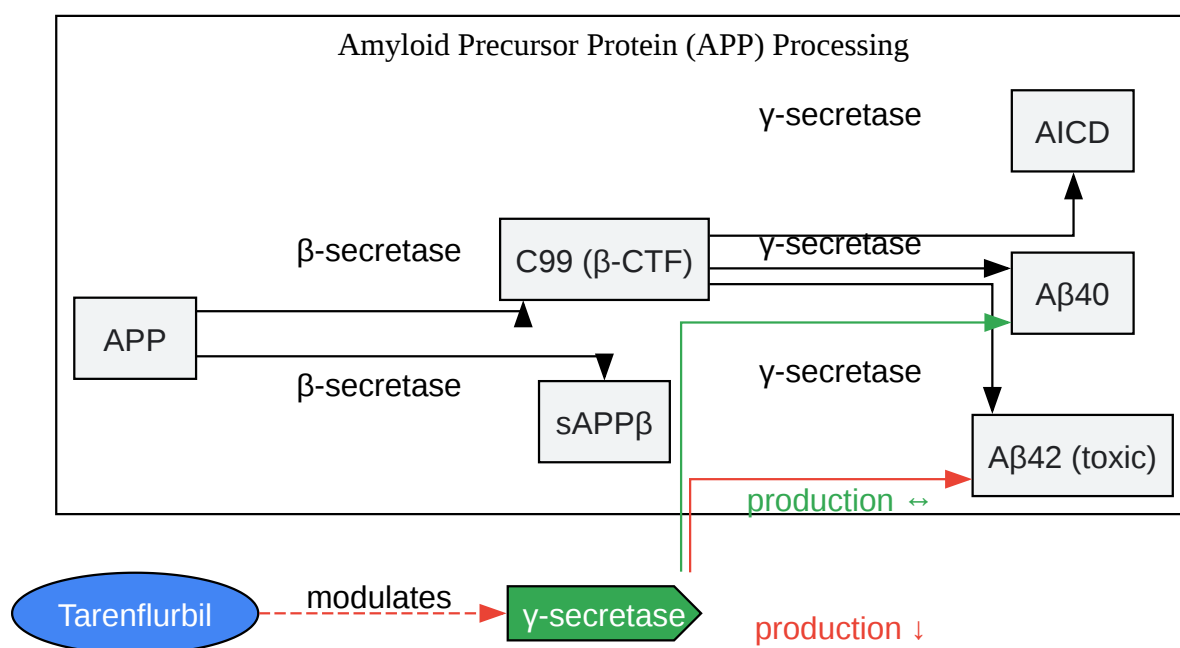 Amyloid Precursor Protein (APP) Processing
γ-secretase
AICD
β-secretase
C99 (β-CTF)
γ-secretase
Aβ40
APP
β-secretase
γ-secretase
sAPPβ
Aβ42 (toxic)
production ↔
Tarenflurbil
modulates
γ-secretase
production ↓